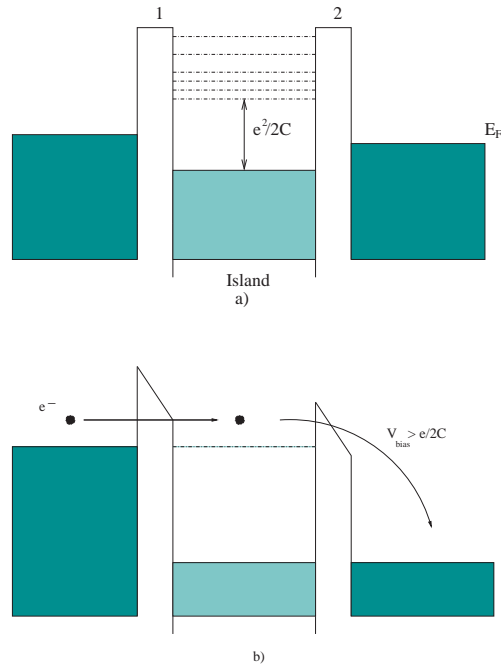 1 2
e²/2C
E_F
Island
a)
e⁻
V_bias > e/2C
b)